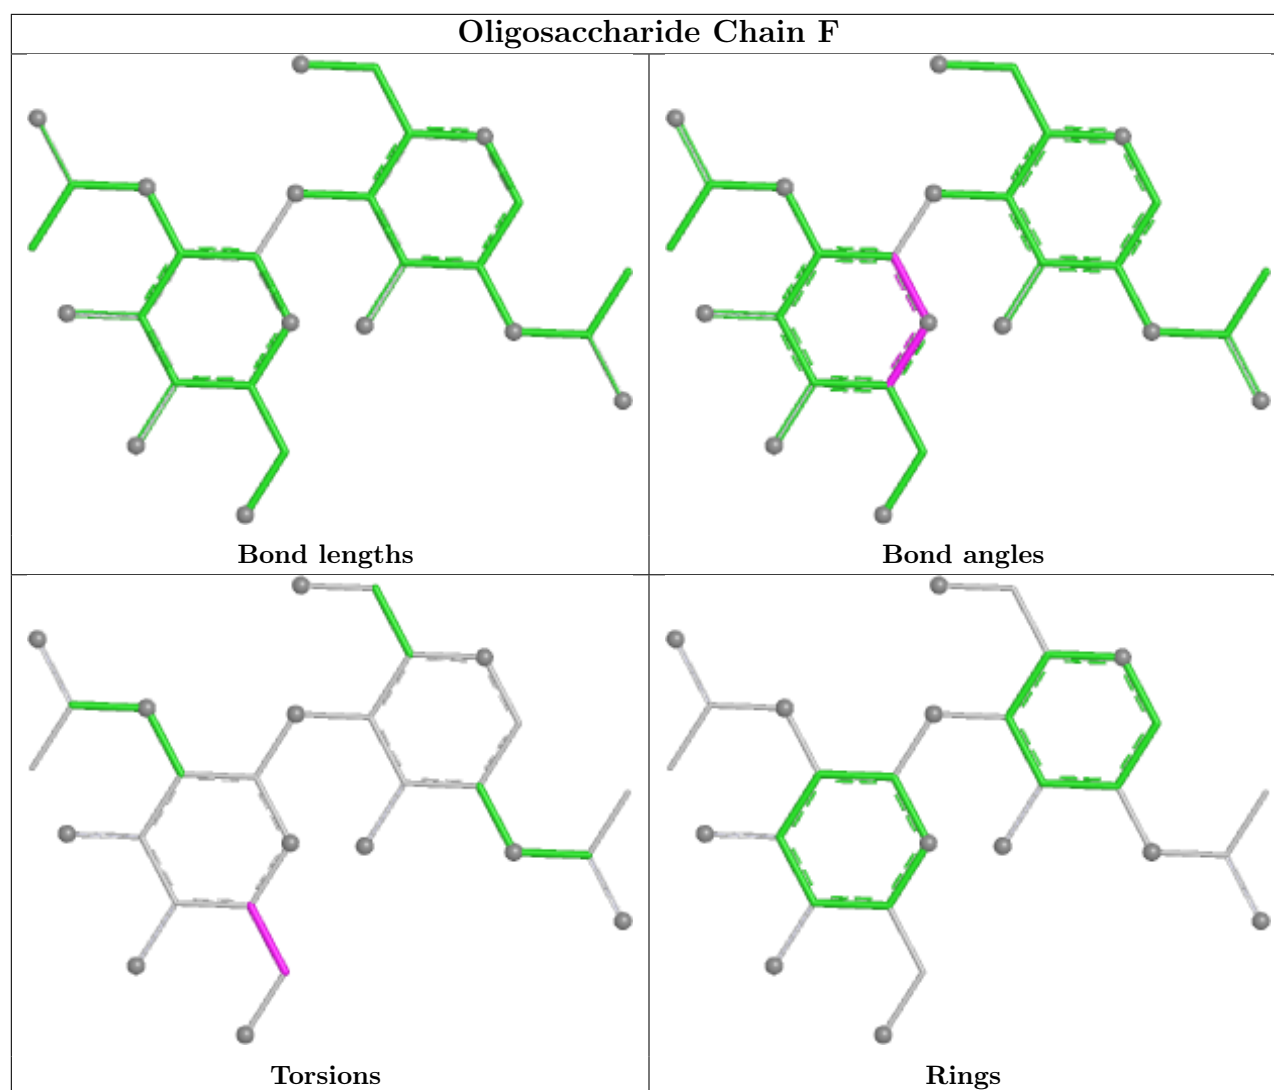 Oligosaccharide Chain F
Bond lengths
Bond angles
Torsions
Rings